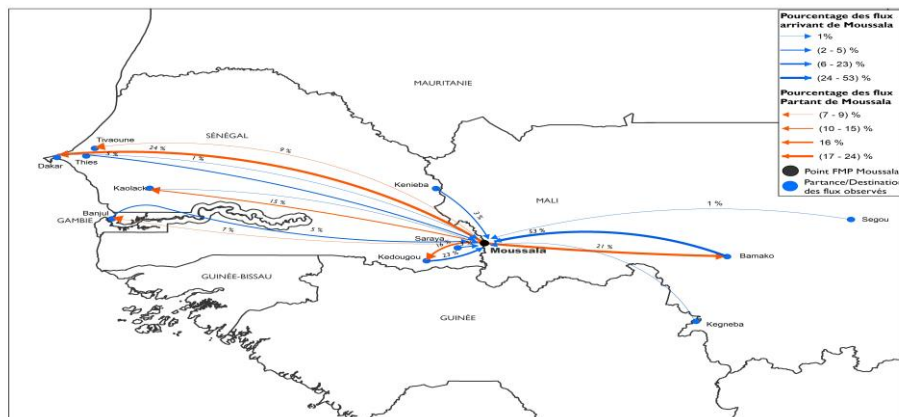 Pourcentage des flux
arrivant de Moussala
1%
(2 - 5) %
(6 - 23) %
(24 - 53) %
Pourcentage des flux
Partant de Moussala
(7 - 9) %
(10 - 15) %
16 %
(17 - 24) %
Point FMP Moussala
Partance/Destination
des flux observés
MAURITANIE
SÉNÉGAL
Tivaoune
Dakar
Thies
24 %
9 %
1 %
Kaolack
15 %
Kenieba
MALI
Banjul
GAMBIE
7 %
5 %
1 %
Segou
53 %
Saraya
Moussala
21 %
Bamako
Kedougou
23 %
GUINÉE-BISSAU
GUINÉE
Kegneba